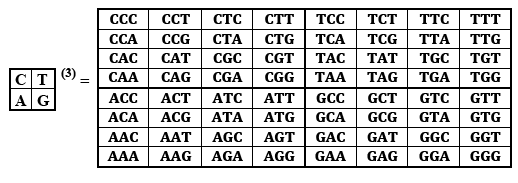 CCC CCT CTC CTT TCC TCT TTC TTT
CCA CCG CTA CTG TCA TCG TTA TTG
CAC CAT CGC CGT TAC TAT TGC TGT
C T (3) = CAA CAG CGA CGG TAA TAG TGA TGG
A G ACC ACT ATC ATT GCC GCT GTC GTT
ACA ACG ATA ATG GCA GCG GTA GTG
AAC AAT AGC AGT GAC GAT GGC GGT
AAA AAG AGA AGG GAA GAG GGA GGG